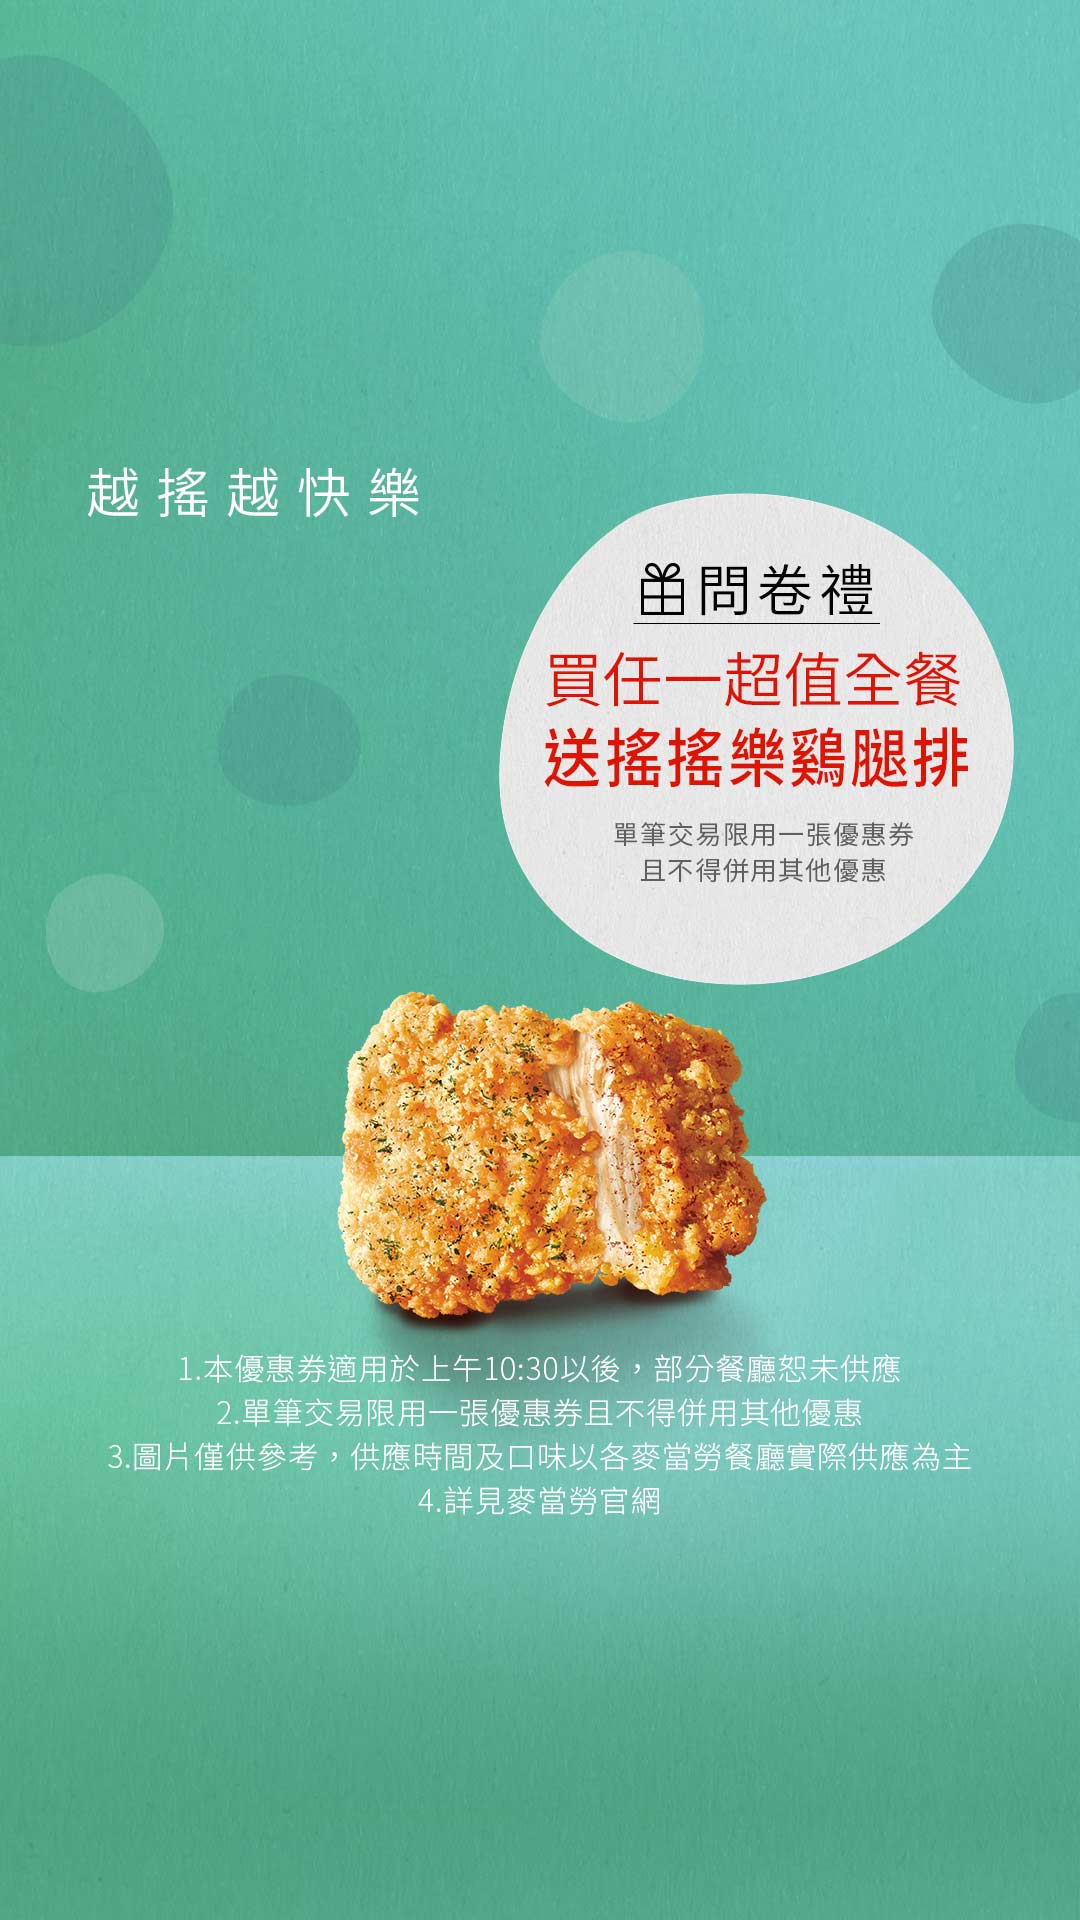 越搖越快樂
問卷禮
買任一超值全餐
送搖搖樂鷄腿排
單筆交易限用一張優惠券
且不得併用其他優惠
1.本優惠券適用於上午10:30以後，部分餐廳恕未供應
2.單筆交易限用一張優惠券且不得併用其他優惠
3.圖片僅供參考，供應時間及口味以各麥當勞餐廳實際供應為主
4.詳見麥當勞官網